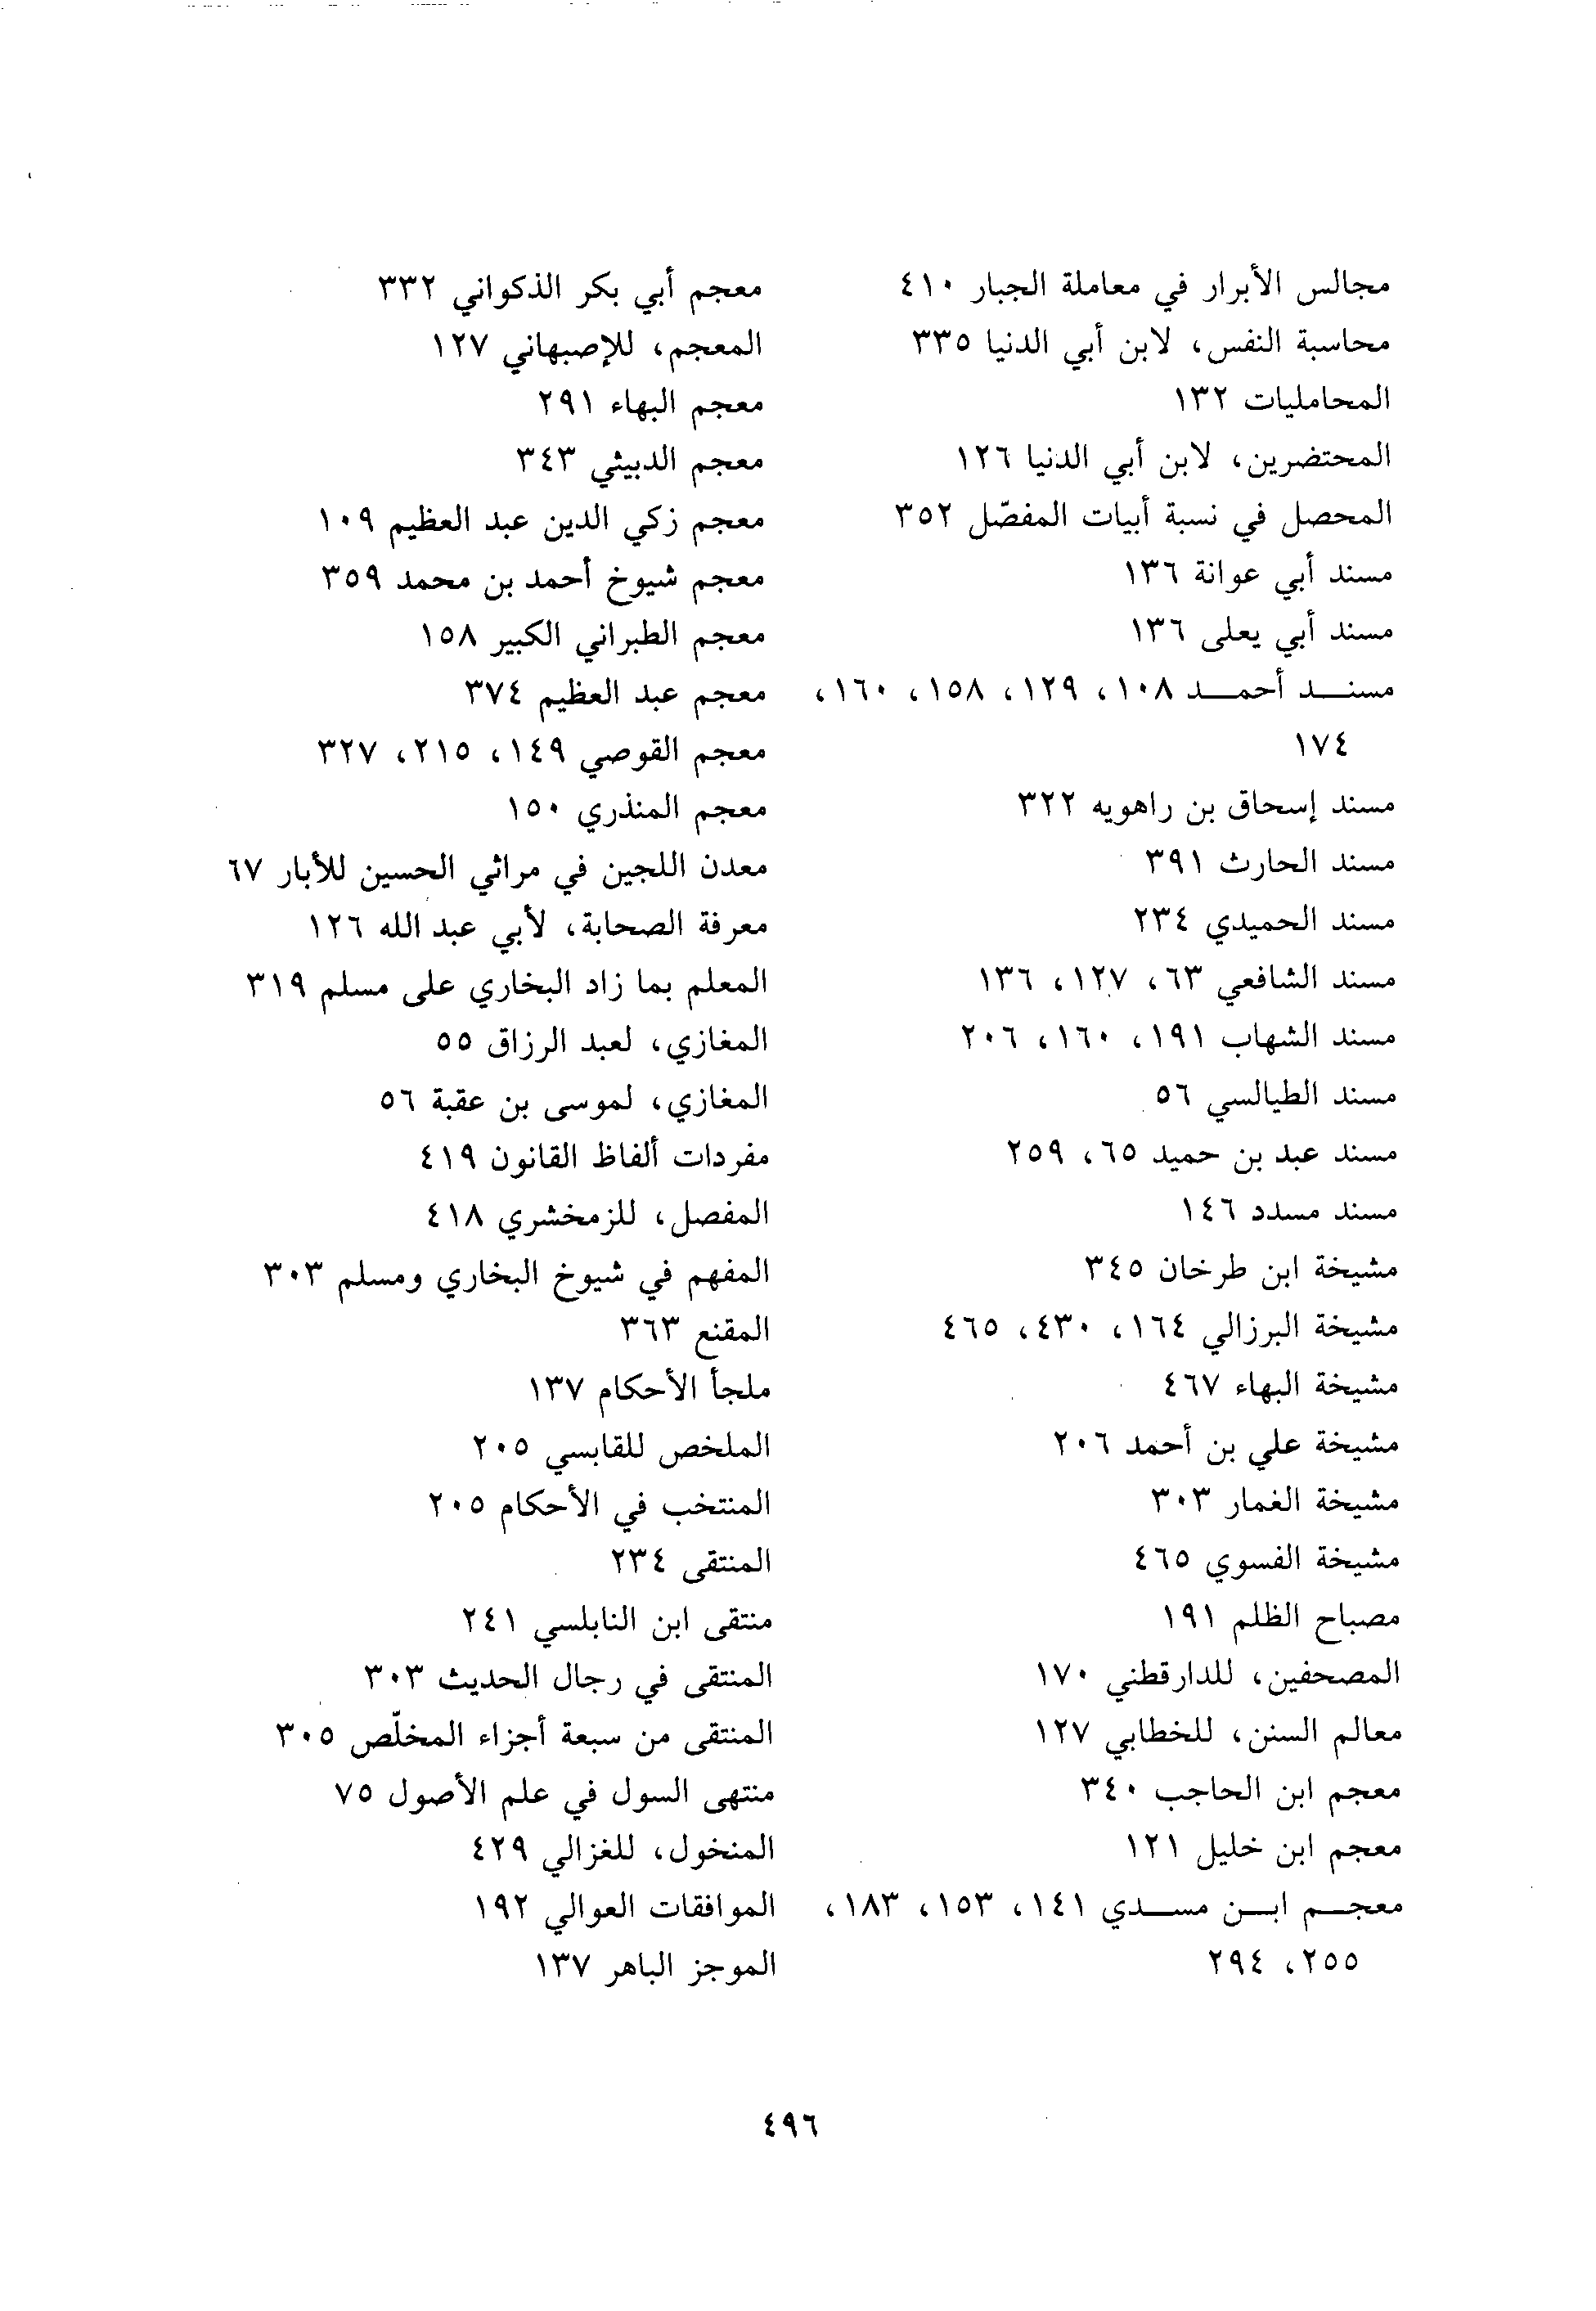 مجالس الأبرار في معاملة الجبار ٤١٠
محاسبة النفس، لابن أبي الدنيا ٣٣٥
المحامليات ١٣٢
المحتضرين، لابن أبي الدنيا ١٢٦
المحصل في نسبة أبيات المفصّل ٣٥٢
مسند أبي عوانة ١٣٦
مسند أبي يعلى ١٣٦
مسنــد أحمــد ١٠٨، ١٢٩، ١٥٨، ١٦٠،
١٧٤
مسند إسحاق بن راهويه ٣٢٢
مسند الحارث ٣٩١
مسند الحميدي ٢٣٤
مسند الشافعي ٦٣، ١٢٧، ١٣٦
مسند الشهاب ١٩١، ١٦٠، ٢٠٦
مسند الطيالسي ٥٦
مسند عبد بن حميد ٦٥، ٢٥٩
مسند مسدد ١٤٦
مشيخة ابن طرخان ٣٤٥
مشيخة البرزالي ١٦٤، ٤٣٠، ٤٦٥
مشيخة البهاء ٤٦٧
مشيخة علي بن أحمد ٢٠٦
مشيخة الغمار ٣٠٣
مشيخة الفسوي ٤٦٥
مصباح الظلم ١٩١
المصحفين، للدارقطني ١٧٠
معالم السنن، للخطابي ١٢٧
معجم ابن الحاجب ٣٤٠
معجم ابن خليل ١٢١
معجــم ابــن مســدي ١٤١، ١٥٣، ١٨٣،
٢٥٥، ٢٩٤
معجم أبي بكر الذكواني ٣٣٢
المعجم، للإصبهاني ١٢٧
معجم البهاء ٢٩١
معجم الدبيثي ٣٤٣
معجم زكي الدين عبد العظيم ١٠٩
معجم شيوخ أحمد بن محمد ٣٥٩
معجم الطبراني الكبير ١٥٨
معجم عبد العظيم ٣٧٤
معجم القوصي ١٤٩، ٢١٥، ٣٢٧
معجم المنذري ١٥٠
معدن اللجين في مراثي الحسين للأبار ٦٧
معرفة الصحابة، لأبي عبد الله ١٢٦
المعلم بما زاد البخاري على مسلم ٣١٩
المغازي، لعبد الرزاق ٥٥
المغازي، لموسى بن عقبة ٥٦
مفردات ألفاظ القانون ٤١٩
المفصل، للزمخشري ٤١٨
المفهم في شيوخ البخاري ومسلم ٣٠٣
المقنع ٣٦٣
ملجأ الأحكام ١٣٧
الملخص للقابسي ٢٠٥
المنتخب في الأحكام ٢٠٥
المنتقى ٢٣٤
منتقى ابن النابلسي ٢٤١
المنتقى في رجال الحديث ٣٠٣
المنتقى من سبعة أجزاء المخلّص ٣٠٥
منتهى السول في علم الأصول ٧٥
المنخول، للغزالي ٤٢٩
الموافقات العوالي ١٩٢
الموجز الباهر ١٣٧
٤٩٦